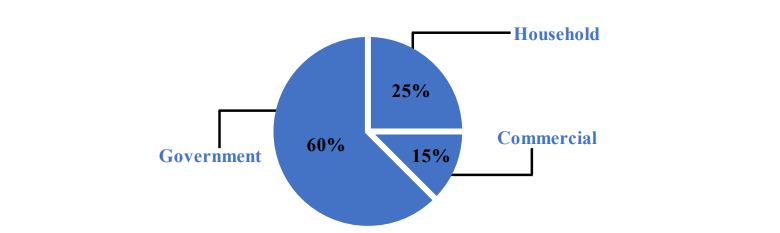 Household
25%
Commercial
60%
15%
Government